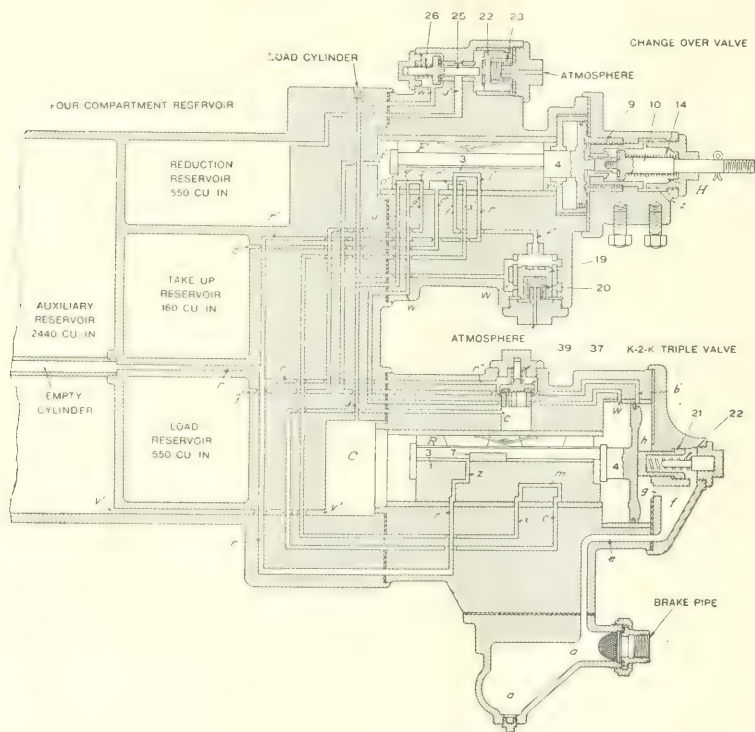 26 25 22 23
CHANGE OVER VALVE
LOAD CYLINDER
ATMOSPHERE
FOUR COMPARTMENT RESERVOIR
9 10 14
3 4
REDUCTION
RESERVOIR
550 CU IN
H
z
19
20
TAKE UP
RESERVOIR
160 CU IN
W W
AUXILIARY
RESERVOIR
2440 CU IN
ATMOSPHERE
39 37 K-2-K TRIPLE VALVE
EMPTY
CYLINDER
LOAD
RESERVOIR
550 CU IN
W b
21 22
C
C R
3 7
1
4
h
z m
g f
r x c
e
BRAKE PIPE
a
a